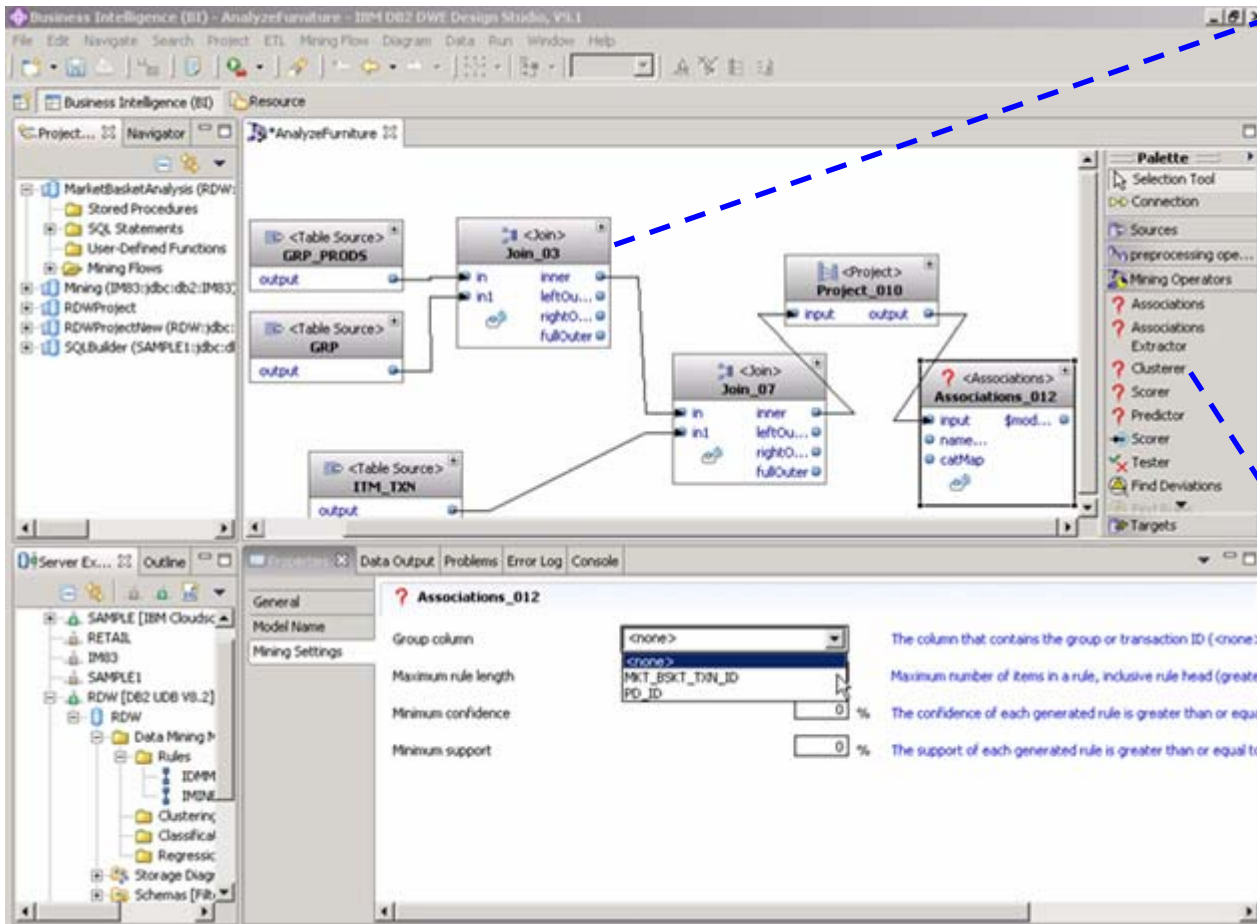 Business Intelligence (BI) - AnalyzeFurniture - IBM DB2 DWE Design Studio, V9.1
File Edit Navigate Search Project ETL Mining Flow Diagram Data Run Window Help
Business Intelligence (BI) Resource
Project... Navigator
MarketBasketAnalysis (RDW:
Stored Procedures
SQL Statements
User-Defined Functions
Mining Flows
Mining (IM83:jdbc:db2:IM83)
RDWProject
RDWProjectNew (RDW:jdbc:
SQLBuilder (SAMPLE1:jdbc:d
*AnalyzeFurniture
<Table Source>
GRP_PRODS
output
<Table Source>
GRP
output
<Join>
Join_03
in inner
in1 leftOu...
rightO...
fullOuter
<Table Source>
ITM_TXN
output
<Join>
Join_07
in inner
in1 leftOu...
rightO...
fullOuter
<Project>
Project_010
input output
<Associations>
Associations_012
input $mod...
name...
catMap
Palette
Selection Tool
Connection
Sources
preprocessing ope...
Mining Operators
Associations
Associations
Extractor
Clusterer
Scorer
Predictor
Scorer
Tester
Find Deviations
Targets
Server Ex... Outline
SAMPLE [IBM Cloudsc
RETAIL
IM83
SAMPLE1
RDW [DB2 UDB V8.2]
RDW
Data Mining M
Rules
IDMM
IMINE
Clustering
Classificat
Regressic
Storage Diagr
Schemas [Filt
Properties Data Output Problems Error Log Console
General
Model Name
Mining Settings
Associations_012
Group column <none> The column that contains the group or transaction ID (<none>
<none>
MKT_BSKT_TXN_ID
PD_ID
Maximum rule length Maximum number of items in a rule, inclusive rule head (greate
Minimum confidence 0 % The confidence of each generated rule is greater than or equa
Minimum support 0 % The support of each generated rule is greater than or equal to